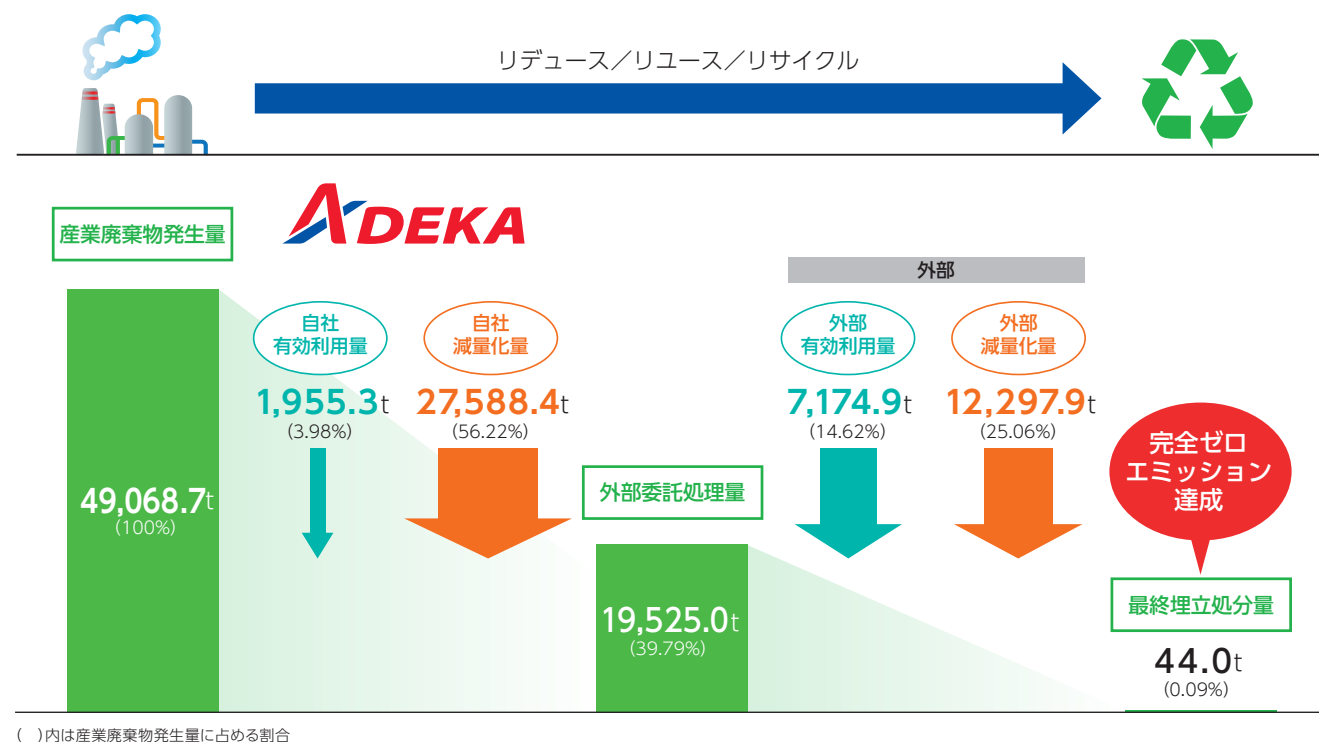 リデュース／リユース／リサイクル
ADEKA
産業廃棄物発生量
49,068.7t
(100%)
自社
有効利用量
1,955.3t
(3.98%)
自社
減量化量
27,588.4t
(56.22%)
外部委託処理量
19,525.0t
(39.79%)
外部
外部
有効利用量
7,174.9t
(14.62%)
外部
減量化量
12,297.9t
(25.06%)
完全ゼロ
エミッション
達成
最終埋立処分量
44.0t
(0.09%)
(　)内は産業廃棄物発生量に占める割合